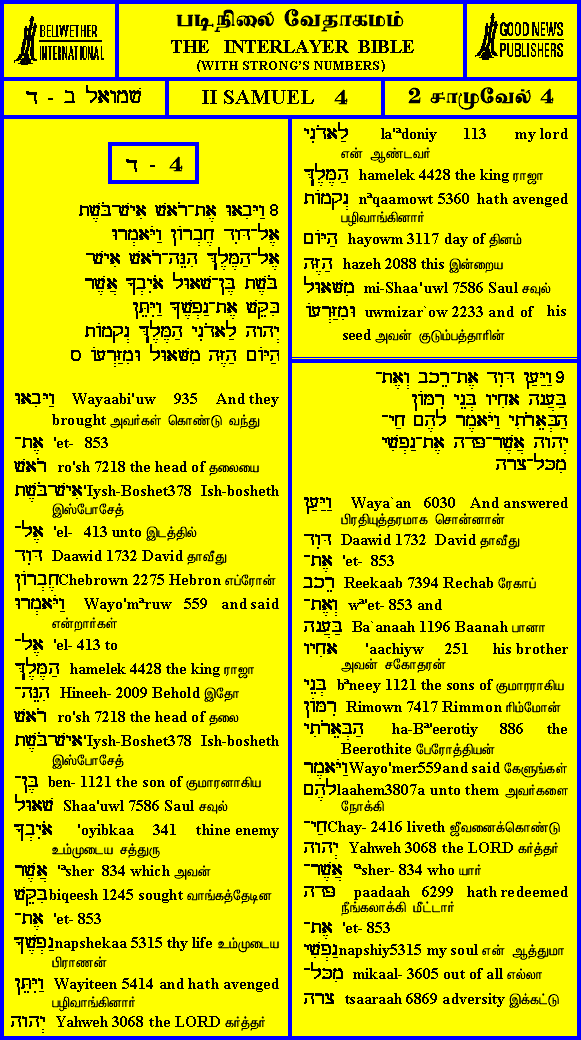 BELLWETHER
INTERNATIONAL
படிநிலை வேதாகமம்
THE INTERLAYER BIBLE
(WITH STRONG'S NUMBERS)
GOOD NEWS
PUBLISHERS
שמואל ב - ד
II SAMUEL 4
2 சாமுவேல் 4
4 - ד
8 וַיָּבִאוּ אֶת־רֹאשׁ אִישׁ־בֹּשֶׁת
אֶל־דָּוִד חֶבְרוֹן וַיֹּאמְרוּ
אֶל־הַמֶּלֶךְ הִנֵּה־רֹאשׁ אִישׁ־
בֹּשֶׁת בֶּן־שָׁאוּל אֹיִבְךָ אֲשֶׁר
בִּקֵּשׁ אֶת־נַפְשֶׁךָ וַיִּתֵּן
יְהוָה לַאדֹנִי הַמֶּלֶךְ נְקָמוֹת
הַיּוֹם הַזֶּה מִשָּׁאוּל וּמִזַּרְעוֹ ס
וַיָּבִאוּ Wayaabi'uw 935 And they
brought அவர்கள் கொண்டு வந்து
אֶת־ 'et- 853
רֹאשׁ ro'sh 7218 the head of தலையை
אִישׁ־בֹּשֶׁת 'Iysh-Boshet378 Ish-bosheth
இஸ்போசேத்
אֶל־ 'el- 413 unto இடத்தில்
דָּוִד Daawid 1732 David தாவீது
חֶבְרוֹן Chebrown 2275 Hebron எப்ரோன்
וַיֹּאמְרוּ Wayo'mªruw 559 and said
என்றார்கள்
אֶל־ 'el- 413 to
הַמֶּלֶךְ hamelek 4428 the king ராஜா
הִנֵּה־ Hineeh- 2009 Behold இதோ
רֹאשׁ ro'sh 7218 the head of தலை
אִישׁ־בֹּשֶׁת 'Iysh-Boshet378 Ish-bosheth
இஸ்போசேத்
בֶּן־ ben- 1121 the son of குமாரனாகிய
שָׁאוּל Shaa'uwl 7586 Saul சவுல்
אֹיִבְךָ 'oyibkaa 341 thine enemy
உம்முடைய சத்துரு
אֲשֶׁר 'ªsher 834 which அவன்
בִּקֵּשׁ biqeesh 1245 sought வாங்கத்தேடின
אֶת־ 'et- 853
נַפְשֶׁךָ napshekaa 5315 thy life உம்முடைய
பிராணன்
וַיִּתֵּן Wayiteen 5414 and hath avenged
பழிவாங்கினார்
יְהוָה Yahweh 3068 the LORD கர்த்தர்
לַאדֹנִי la'ªdoniy 113 my lord
என் ஆண்டவர்
הַמֶּלֶךְ hamelek 4428 the king ராஜா
נְקָמוֹת nªqaamowt 5360 hath avenged
பழிவாங்கினார்
הַיּוֹם hayowm 3117 day of தினம்
הַזֶּה hazeh 2088 this இன்றைய
מִשָּׁאוּל mi-Shaa'uwl 7586 Saul சவுல்
וּמִזַּרְעוֹ uwmizar`ow 2233 and of his
seed அவன் குடும்பத்தாரின்
9 וַיַּעַן דָּוִד אֶת־רֵכָב וְאֶת־
בַּעֲנָה אָחִיו בְּנֵי רִמּוֹן
הַבְּאֵרֹתִי וַיֹּאמֶר לָהֶם חַי־
יְהוָה אֲשֶׁר־פָּדָה אֶת־נַפְשִׁי
מִכָּל־צָרָה
וַיַּעַן Waya`an 6030 And answered
பிரதியுத்தரமாக சொன்னான்
דָּוִד Daawid 1732 David தாவீது
אֶת־ 'et- 853
רֵכָב Reekaab 7394 Rechab ரேகாப்
וְאֶת־ wª'et- 853 and
בַּעֲנָה Ba`anaah 1196 Baanah பானா
אָחִיו 'aachiyw 251 his brother
அவன் சகோதரன்
בְּנֵי bªneey 1121 the sons of குமாரராகிய
רִמּוֹן Rimown 7417 Rimmon ரிம்மோன்
הַבְּאֵרֹתִי ha-Bª'eerotiy 886 the
Beerothite பேரோத்தியன்
וַיֹּאמֶר Wayo'mer559and said கேளுங்கள்
לָהֶם laahem3807a unto them அவர்களை
நோக்கி
חַי־ Chay- 2416 liveth ஜீவனைக்கொண்டு
יְהוָה Yahweh 3068 the LORD கர்த்தர்
אֲשֶׁר־ ªsher- 834 who யார்
פָּדָה paadaah 6299 hath redeemed
நீங்கலாக்கி மீட்டார்
אֶת־ 'et- 853
נַפְשִׁי napshiy5315 my soul என் ஆத்துமா
מִכָּל־ mikaal- 3605 out of all எல்லா
צָרָה tsaaraah 6869 adversity இக்கட்டு